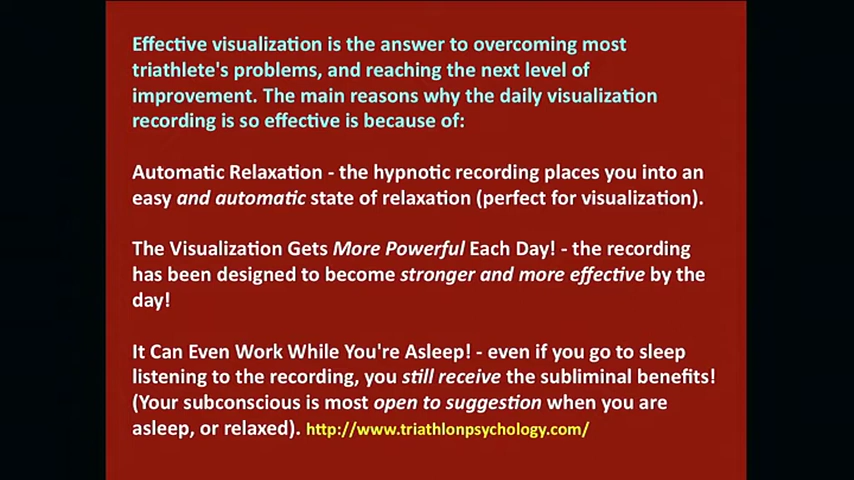 Effective visualization is the answer to overcoming most
triathlete's problems, and reaching the next level of
improvement. The main reasons why the daily visualization
recording is so effective is because of:
Automatic Relaxation - the hypnotic recording places you into an
easy and automatic state of relaxation (perfect for visualization).
The Visualization Gets More Powerful Each Day! - the recording
has been designed to become stronger and more effective by the
day!
It Can Even Work While You're Asleep! - even if you go to sleep
listening to the recording, you still receive the subliminal benefits!
(Your subconscious is most open to suggestion when you are
asleep, or relaxed). http://www.triathlonpsychology.com/